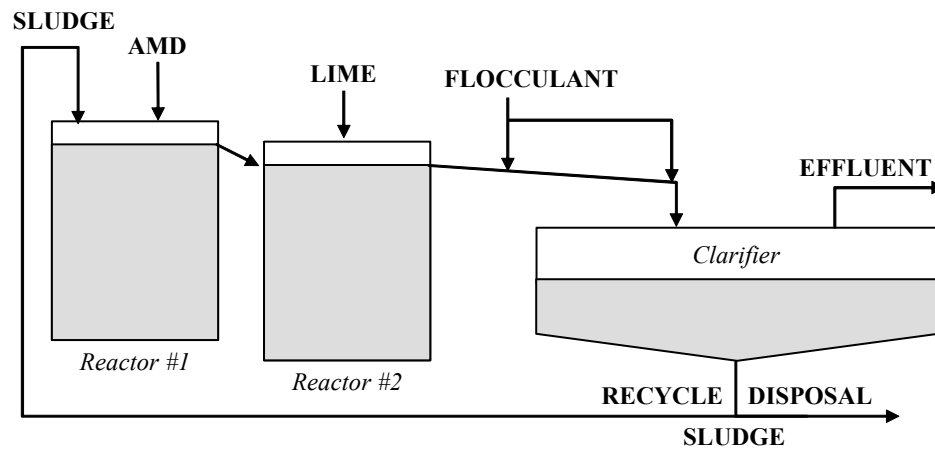 SLUDGE
AMD
LIME
FLOCCULANT
EFFLUENT
Clarifier
Reactor #1
Reactor #2
RECYCLE DISPOSAL
SLUDGE